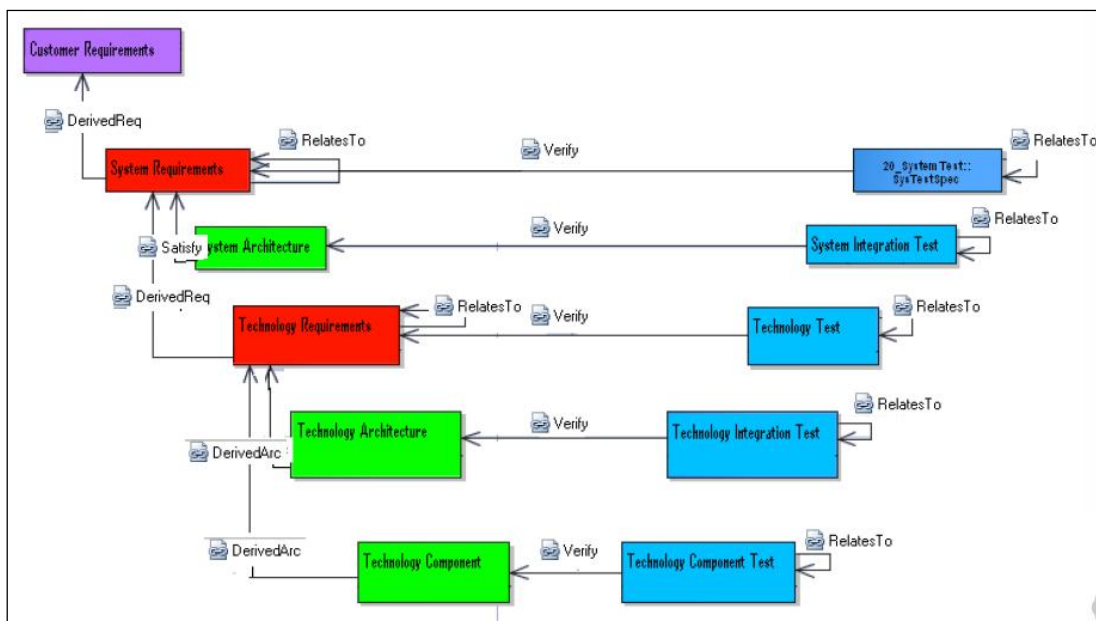 Customer Requirements
DerivedReq
RelatesTo
Verify
RelatesTo
System Requirements
20_System Test::
SysTestSpec
RelatesTo
Satisfy
ystem Architecture
Verify
System Integration Test
DerivedReq
RelatesTo
RelatesTo
Technology Requirements
Verify
Technology Test
RelatesTo
Technology Architecture
Verify
Technology Integration Test
DerivedArc
RelatesTo
DerivedArc
Verify
Technology Component
Technology Component Test